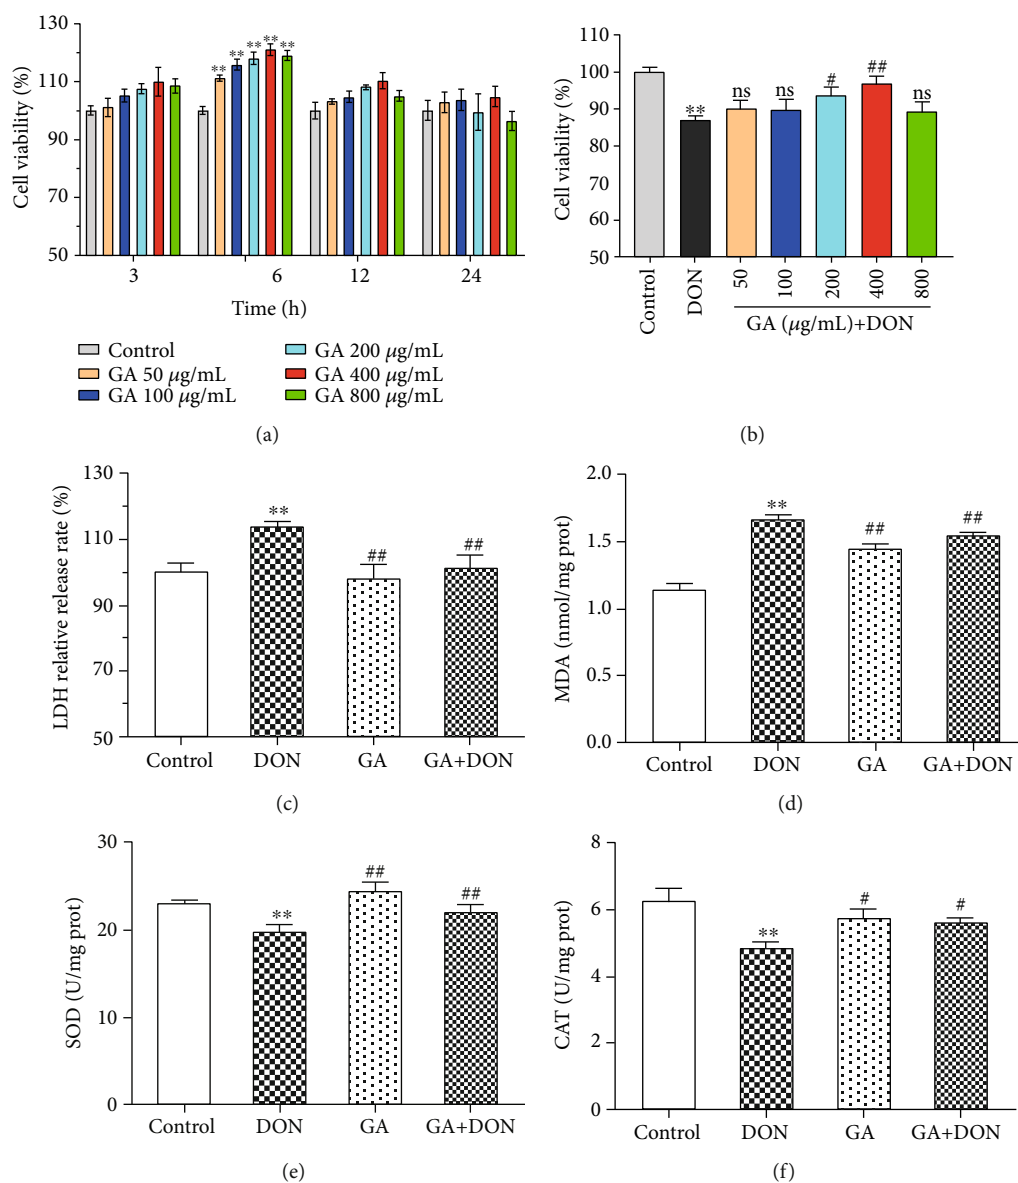 130
110
90
70
50
Cell viability (%)
** ** ** ** **
3 6 12 24
Time (h)
Control
GA 50 μg/mL
GA 100 μg/mL
GA 200 μg/mL
GA 400 μg/mL
GA 800 μg/mL
(a)
110
100
90
80
70
60
50
Cell viability (%)
** ns ns # ## ns
Control DON 50 100 200 400 800
GA (μg/mL)+DON
(b)
130
110
90
70
50
LDH relative release rate (%)
** ## ##
Control DON GA GA+DON
(c)
2.0
1.5
1.0
0.5
0.0
MDA (nmol/mg prot)
** ## ##
Control DON GA GA+DON
(d)
30
20
10
0
SOD (U/mg prot)
** ## ##
Control DON GA GA+DON
(e)
8
6
4
2
0
CAT (U/mg prot)
** # #
Control DON GA GA+DON
(f)